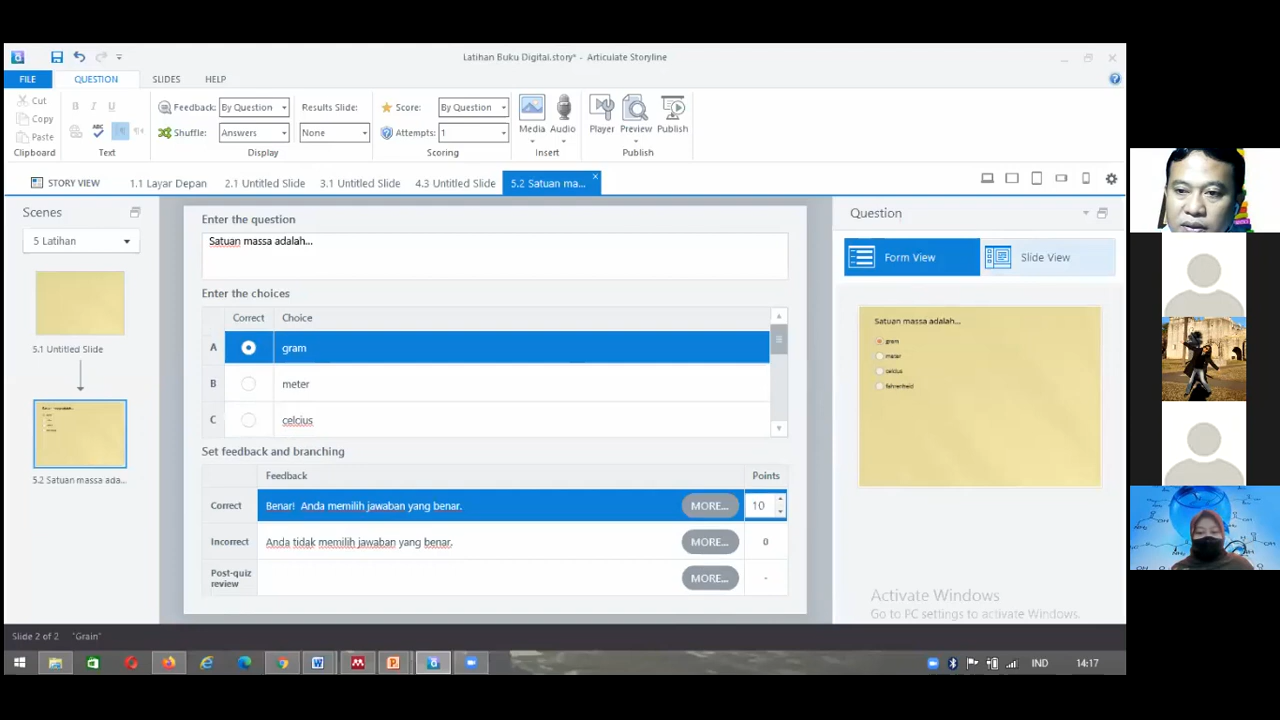 Latihan Buku Digital.story* - Articulate Storyline
FILE QUESTION SLIDES HELP
Cut
Copy
Paste
Clipboard
B I U
ABC
Text
Feedback: By Question
Shuffle: Answers
Results Slide:
None
Display
Score: By Question
Attempts: 1
Scoring
Media Audio
Insert
Player Preview Publish
Publish
STORY VIEW 1.1 Layar Depan 2.1 Untitled Slide 3.1 Untitled Slide 4.3 Untitled Slide 5.2 Satuan ma...
Scenes
5 Latihan
5.1 Untitled Slide
5.2 Satuan massa ada...
Enter the question
Satuan massa adalah...
Enter the choices
Correct Choice
A gram
B meter
C celcius
Set feedback and branching
Feedback Points
Correct Benar! Anda memilih jawaban yang benar. MORE... 10
Incorrect Anda tidak memilih jawaban yang benar. MORE... 0
Post-quiz review MORE... -
Question
Form View Slide View
Satuan massa adalah...
gram
meter
celcius
fahrenheid
Activate Windows
Go to PC settings to activate Windows.
Slide 2 of 2 "Grain"
IND 14:17